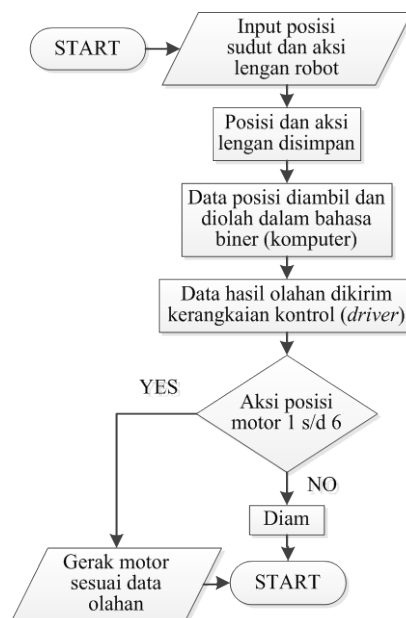 START
Input posisi
sudut dan aksi
lengan robot
Posisi dan aksi
lengan disimpan
Data posisi diambil dan
diolah dalam bahasa
biner (komputer)
Data hasil olahan dikirim
kerangkaian kontrol (driver)
YES
Aksi posisi
motor 1 s/d 6
NO
Diam
Gerak motor
sesuai data
olahan
START